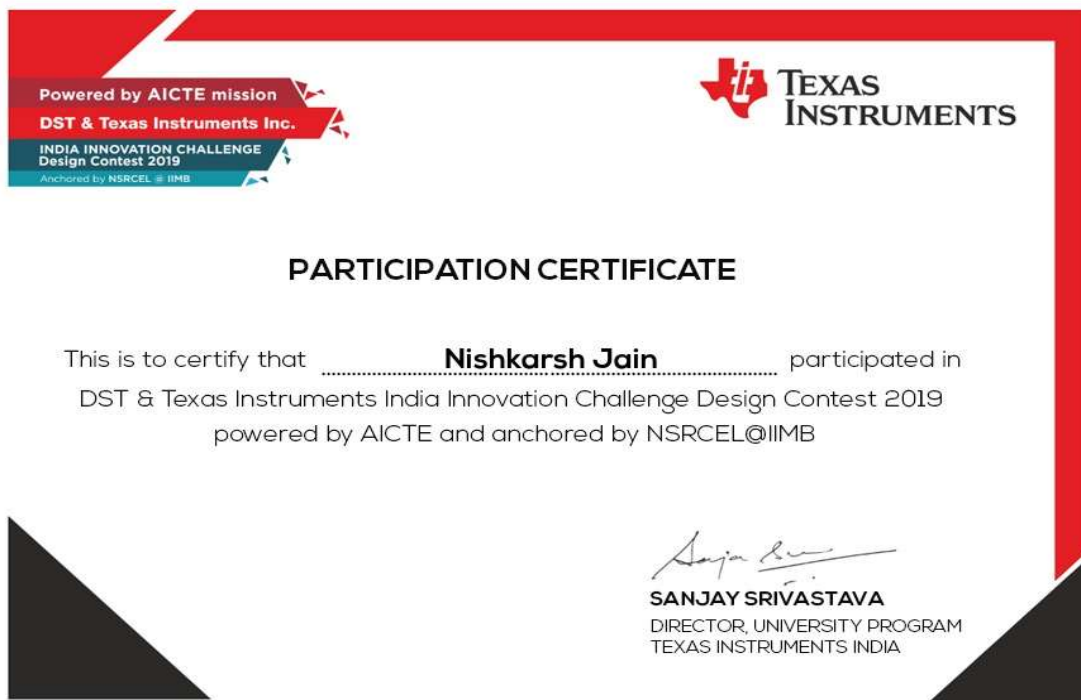 Powered by AICTE mission
DST & Texas Instruments Inc.
INDIA INNOVATION CHALLENGE
Design Contest 2019
Anchored by NSRCEL @ IIMB
TEXAS
INSTRUMENTS
PARTICIPATION CERTIFICATE
This is to certify that Nishkarsh Jain participated in
DST & Texas Instruments India Innovation Challenge Design Contest 2019
powered by AICTE and anchored by NSRCEL@IIMB
SANJAY SRIVASTAVA
DIRECTOR, UNIVERSITY PROGRAM
TEXAS INSTRUMENTS INDIA